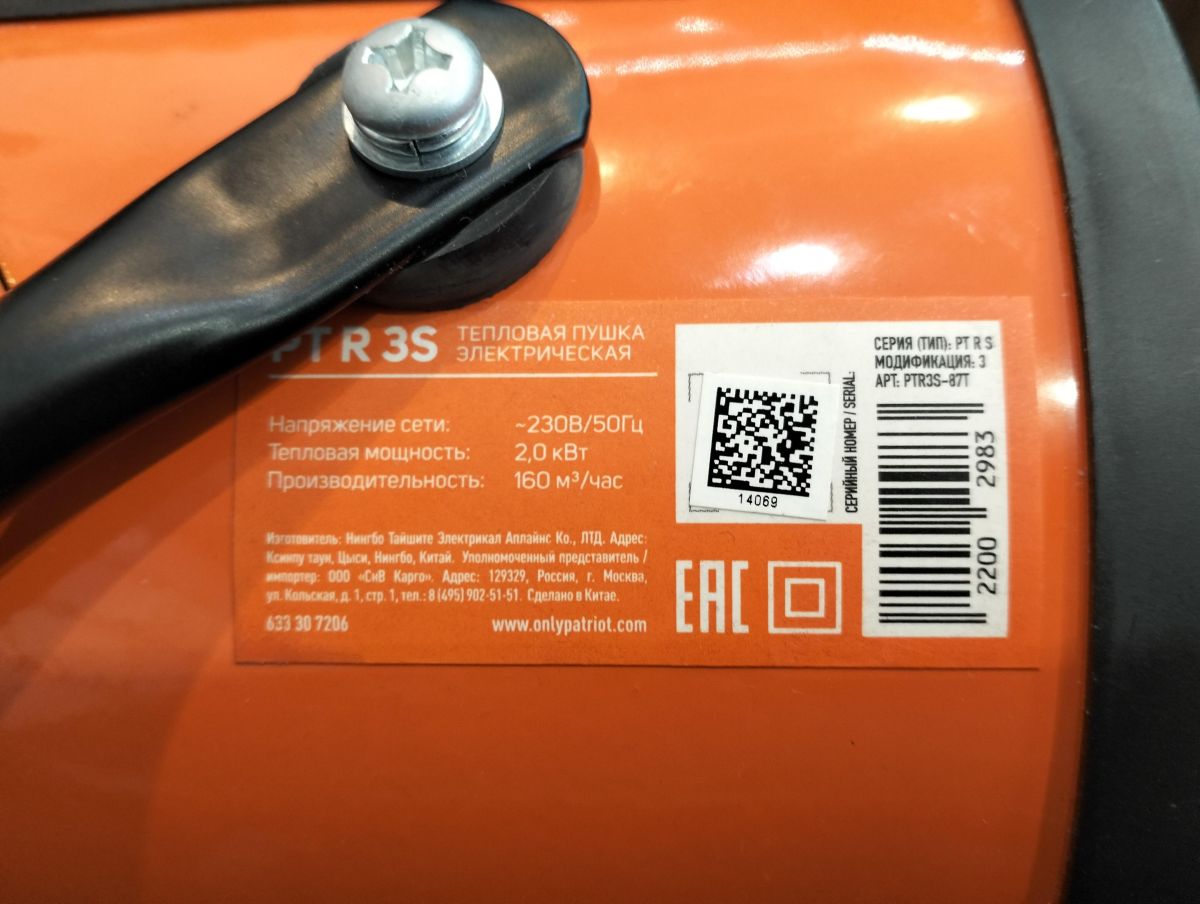 PT R 3S
ТЕПЛОВАЯ ПУШКА
ЭЛЕКТРИЧЕСКАЯ
Напряжение сети: ~230В/50Гц
Тепловая мощность: 2,0 кВт
Производительность: 160 м³/час
Изготовитель: Нингбо Тайшите Электрикал Аплайнс Ко., ЛТД. Адрес:
Ксинпу таун, Цыси, Нингбо, Китай. Уполномоченный представитель /
импортер: ООО «СиВ Карго». Адрес: 129329, Россия, г. Москва,
ул. Кольская, д. 1, стр. 1, тел.: 8 (495) 902-51-51. Сделано в Китае.
633 30 7206
www.onlypatriot.com
14069
СЕРИЙНЫЙ НОМЕР / SERIAL:
EAC
СЕРИЯ (ТИП): PT R S
МОДИФИКАЦИЯ: 3
АРТ: PTR3S-87T
2200 2983